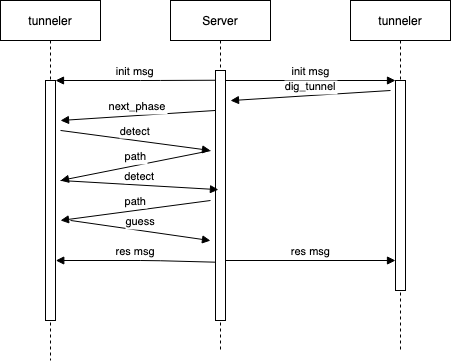 tunneler
Server
tunneler
init msg
init msg
dig_tunnel
next_phase
detect
path
detect
path
guess
res msg
res msg